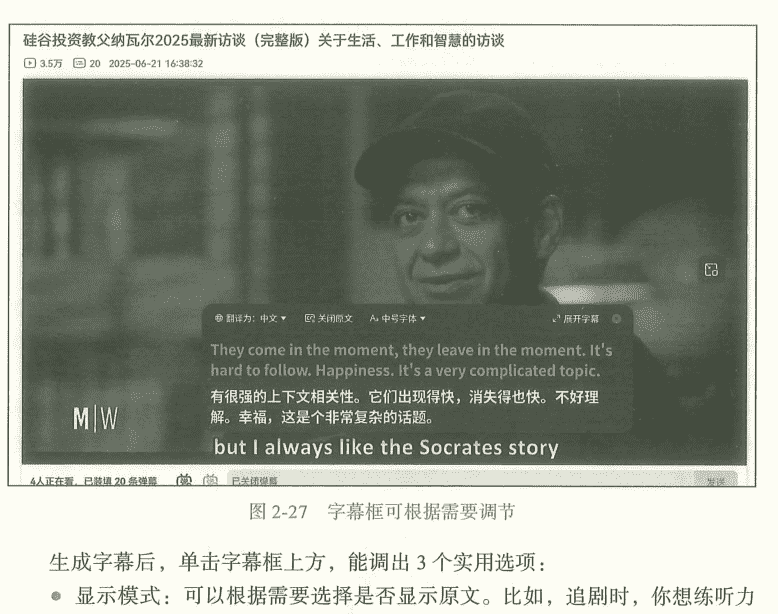 硅谷投资教父纳瓦尔2025最新访谈（完整版）关于生活、工作和智慧的访谈
3.5万 20 2025-06-21 16:38:32
翻译为：中文 关闭原文 中号字体 展开字幕
They come in the moment, they leave in the moment. It's
hard to follow. Happiness. It's a very complicated topic.
有很强的上下文相关性。它们出现得快，消失得也快。不好理
解。幸福，这是个非常复杂的话题。
M|W
but I always like the Socrates story
4人正在看，已装填 20 条弹幕 已关闭弹幕 发送
图 2-27 字幕框可根据需要调节
生成字幕后，单击字幕框上方，能调出 3 个实用选项：
● 显示模式：可以根据需要选择是否显示原文。比如，追剧时，你想练听力